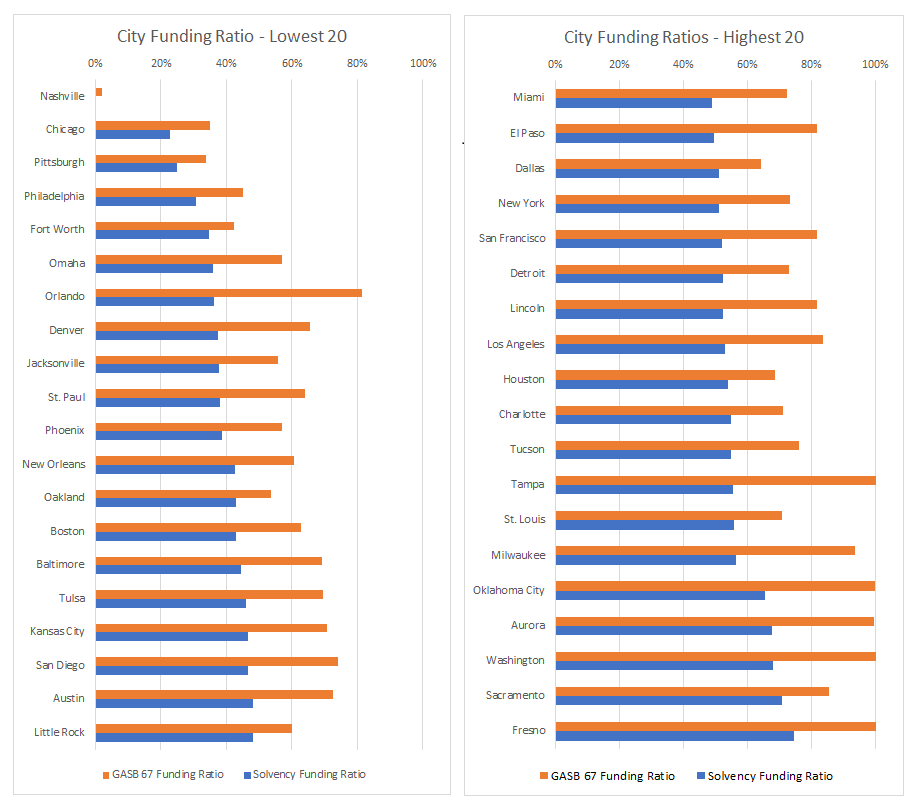 City Funding Ratio - Lowest 20
0% 20% 40% 60% 80% 100%
Nashville
Chicago
Pittsburgh
Philadelphia
Fort Worth
Omaha
Orlando
Denver
Jacksonville
St. Paul
Phoenix
New Orleans
Oakland
Boston
Baltimore
Tulsa
Kansas City
San Diego
Austin
Little Rock
GASB 67 Funding Ratio Solvency Funding Ratio
City Funding Ratios - Highest 20
0% 20% 40% 60% 80% 100%
Miami
El Paso
Dallas
New York
San Francisco
Detroit
Lincoln
Los Angeles
Houston
Charlotte
Tucson
Tampa
St. Louis
Milwaukee
Oklahoma City
Aurora
Washington
Sacramento
Fresno
GASB 67 Funding Ratio Solvency Funding Ratio